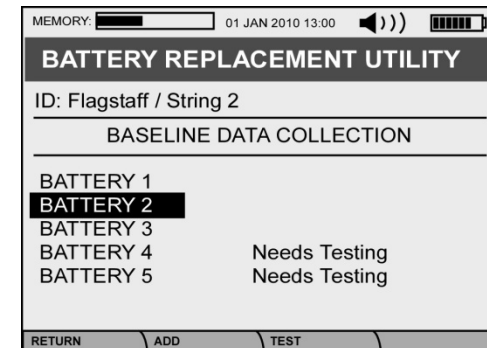 MEMORY: 01 JAN 2010 13:00
BATTERY REPLACEMENT UTILITY
ID: Flagstaff / String 2
BASELINE DATA COLLECTION
BATTERY 1
BATTERY 2
BATTERY 3
BATTERY 4 Needs Testing
BATTERY 5 Needs Testing
RETURN ADD TEST